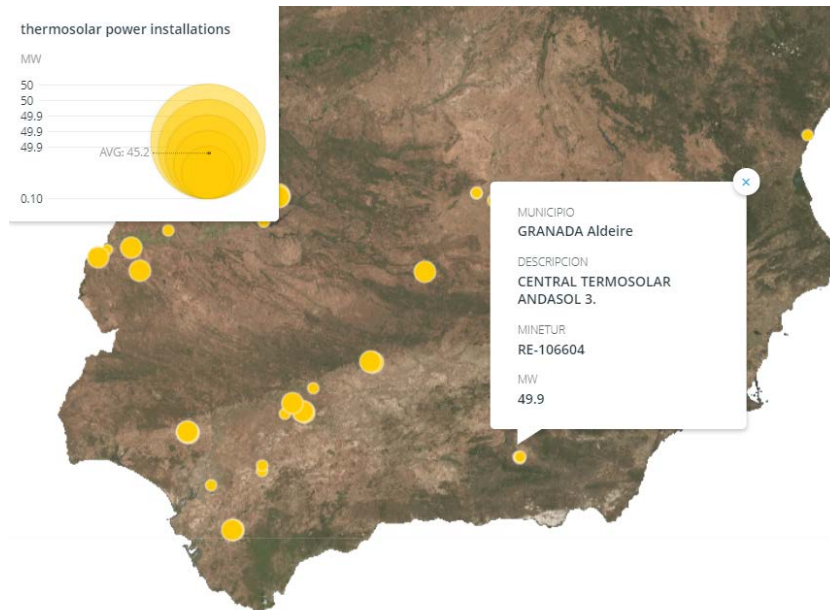 thermosolar power installations
MW
50
50
49.9
49.9
49.9
AVG: 45.2
0.10
×
MUNICIPIO
GRANADA Aldeire
DESCRIPCION
CENTRAL TERMOSOLAR
ANDASOL 3.
MINETUR
RE-106604
MW
49.9